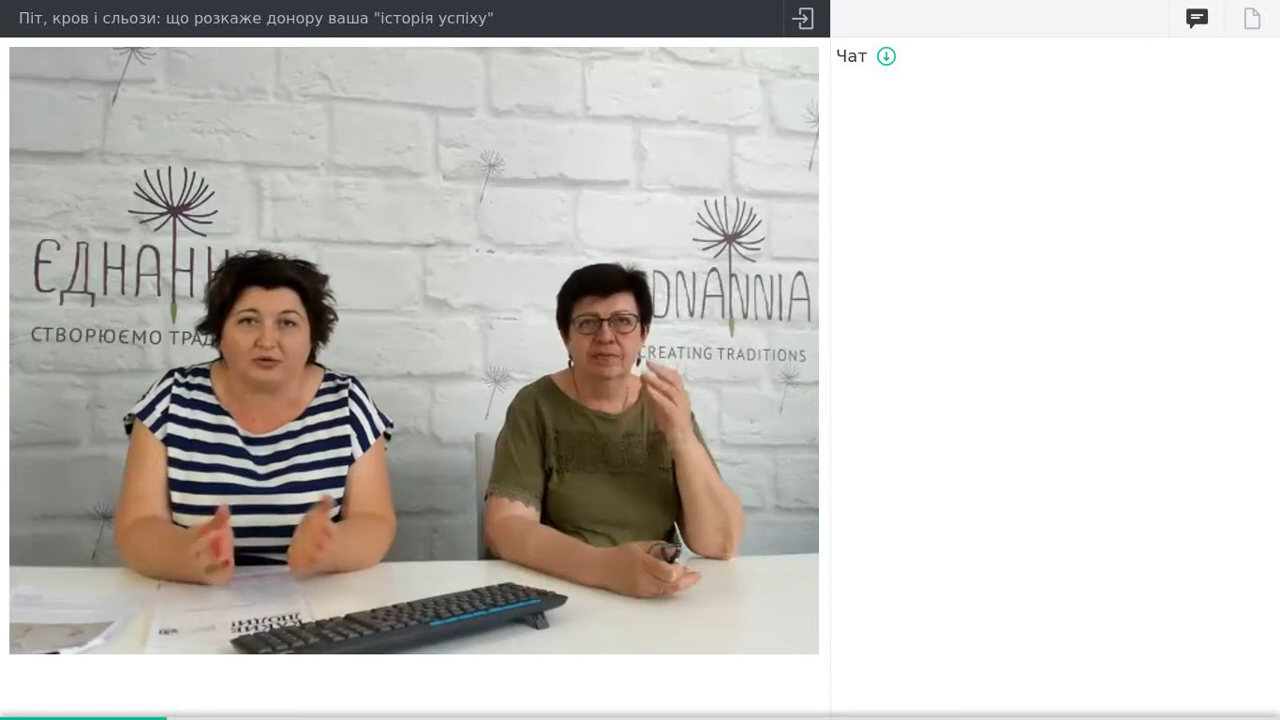 Піт, кров і сльози: що розкаже донору ваша "історія успіху"
Чат
ЄДНАНН
СТВОРЮЄМО ТРАД
DNANNIA
CREATING TRADITIONS